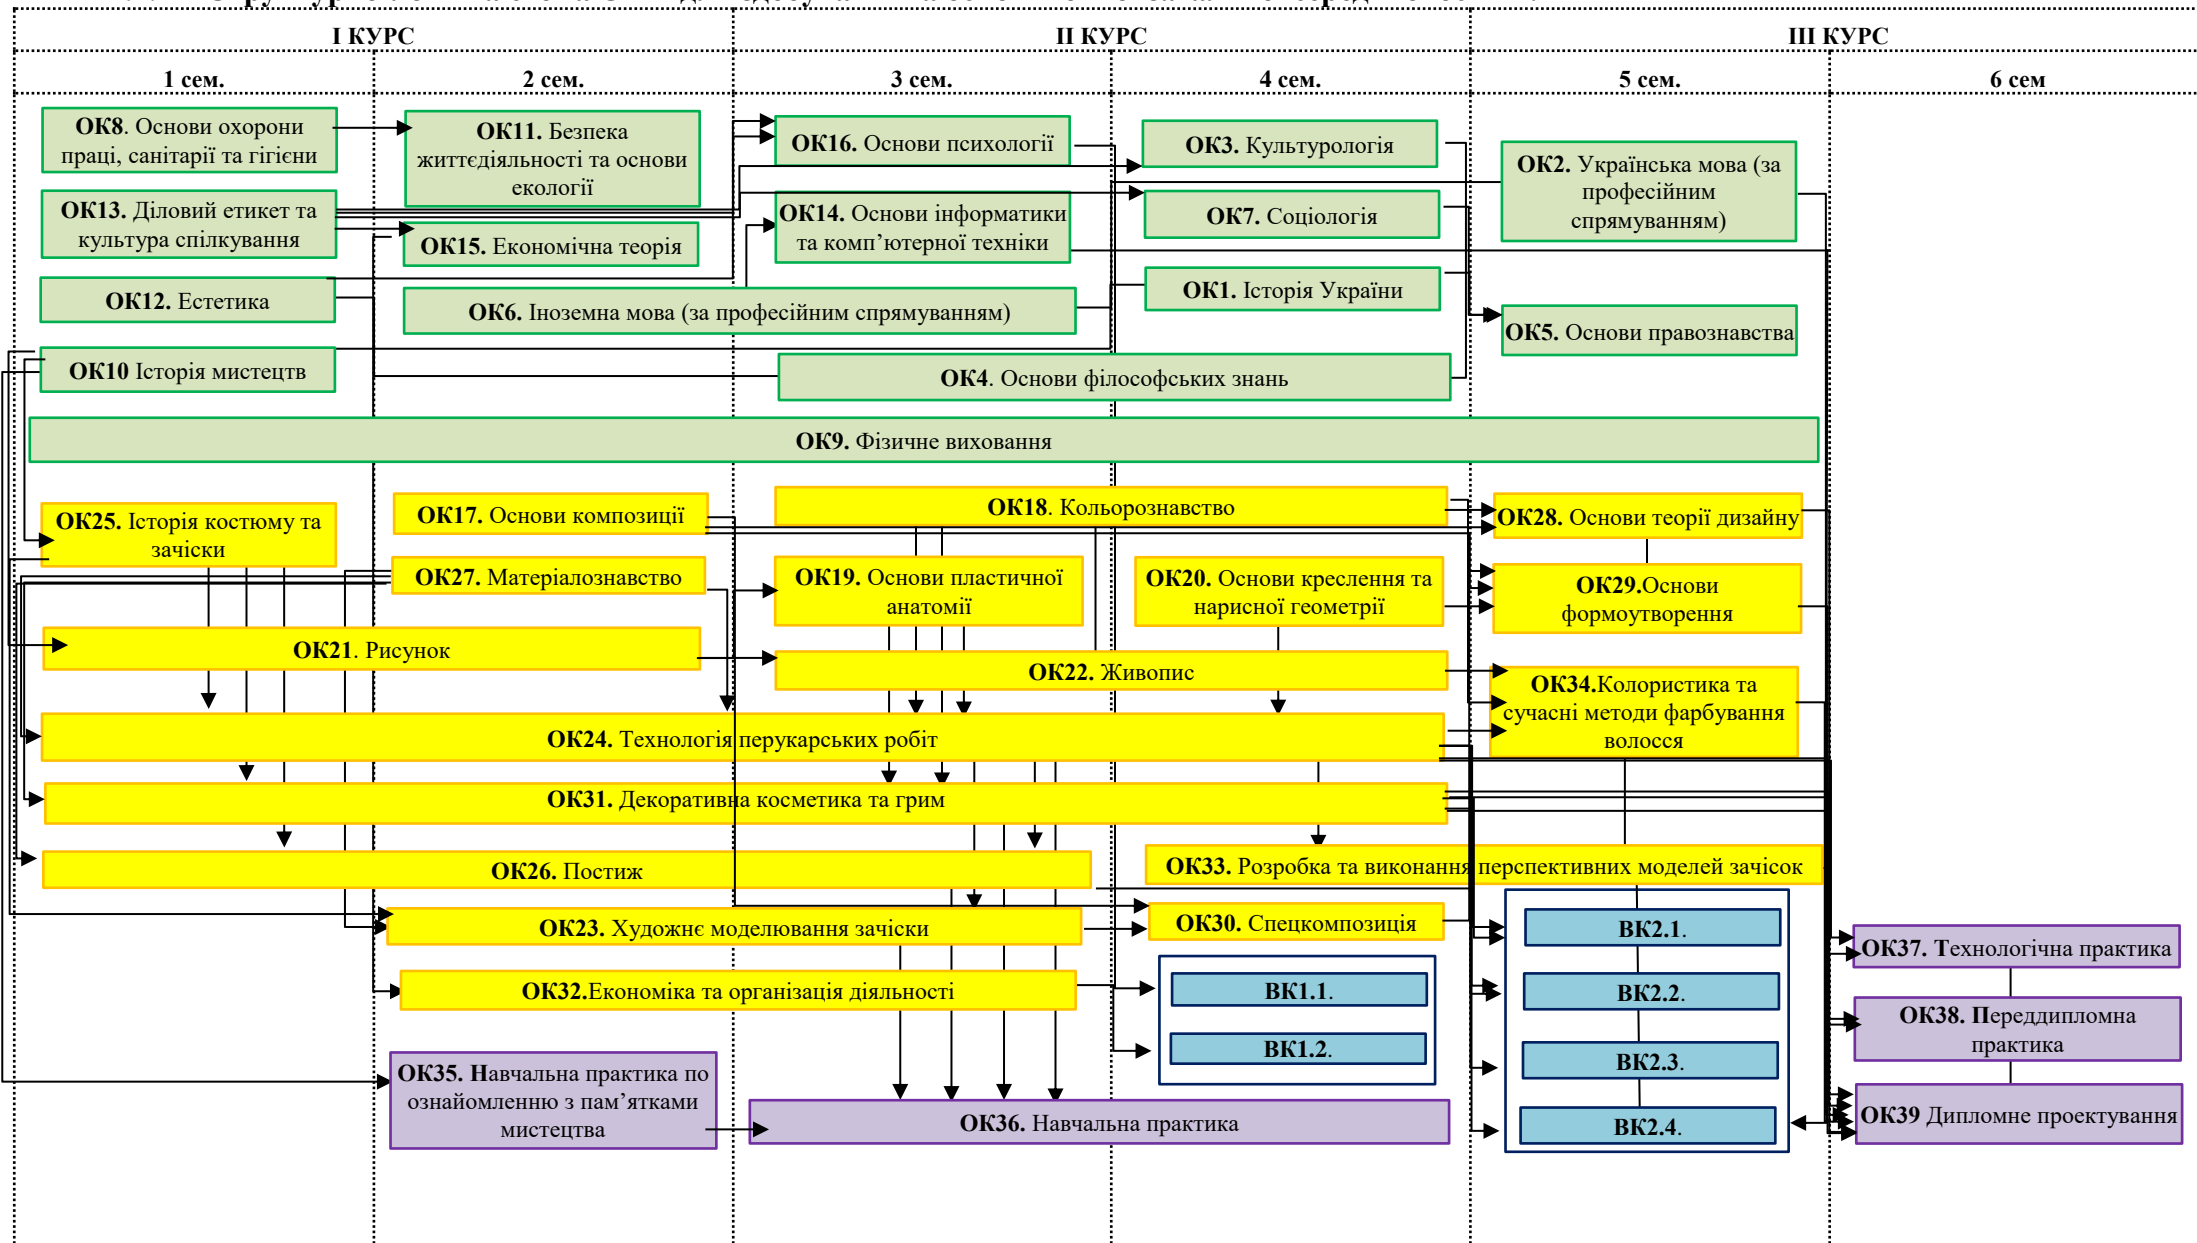 І КУРС
ІІ КУРС
ІІІ КУРС
1 сем.
2 сем.
3 сем.
4 сем.
5 сем.
6 сем
ОК8. Основи охорони
праці, санітарії та гігієни
ОК13. Діловий етикет та
культура спілкування
ОК12. Естетика
ОК10 Історія мистецтв
ОК11. Безпека
життєдіяльності та основи
екології
ОК15. Економічна теорія
ОК6. Іноземна мова (за професійним спрямуванням)
ОК16. Основи психології
ОК14. Основи інформатики
та комп’ютерної техніки
ОК3. Культурологія
ОК7. Соціологія
ОК1. Історія України
ОК4. Основи філософських знань
ОК2. Українська мова (за
професійним
спрямуванням)
ОК5. Основи правознавства
ОК9. Фізичне виховання
ОК25. Історія костюму та
зачіски
ОК17. Основи композиції
ОК27. Матеріалознавство
ОК18. Кольорознавство
ОК19. Основи пластичної
анатомії
ОК20. Основи креслення та
нарисної геометрії
ОК28. Основи теорії дизайну
ОК29.Основи
формоутворення
ОК21. Рисунок
ОК22. Живопис
ОК34.Колористика та
сучасні методи фарбування
волосся
ОК24. Технологія перукарських робіт
ОК31. Декоративна косметика та грим
ОК26. Постиж
ОК33. Розробка та виконання перспективних моделей зачісок
ОК23. Художнє моделювання зачіски
ОК30. Спецкомпозиція
ОК32.Економіка та організація діяльності
ВК1.1.
ВК1.2.
ВК2.1.
ВК2.2.
ВК2.3.
ВК2.4.
ОК35. Навчальна практика по
ознайомленню з пам’ятками
мистецтва
ОК36. Навчальна практика
ОК37. Технологічна практика
ОК38. Переддипломна
практика
ОК39 Дипломне проектування